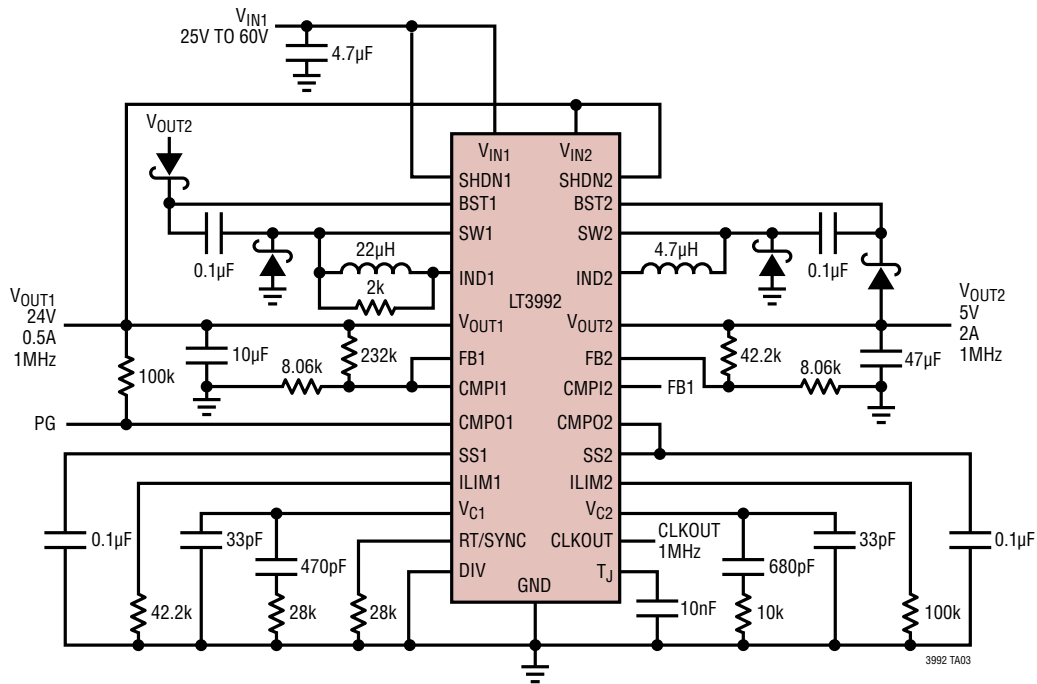 VIN1
25V TO 60V
4.7µF
VOUT2
VIN1
VIN2
SHDN1
SHDN2
BST1
BST2
SW1
SW2
0.1µF
22µH
2k
4.7µH
0.1µF
IND1
IND2
LT3992
VOUT1
24V
0.5A
1MHz
VOUT1
VOUT2
VOUT2
5V
2A
1MHz
10µF
232k
42.2k
47µF
100k
8.06k
8.06k
FB1
FB2
CMPI1
CMPI2
FB1
PG
CMPO1
CMPO2
SS1
SS2
ILIM1
ILIM2
VC1
VC2
RT/SYNC
CLKOUT
CLKOUT
1MHz
DIV
TJ
GND
0.1µF
33pF
470pF
680pF
33pF
0.1µF
42.2k
28k
28k
10nF
10k
100k
3992 TA03